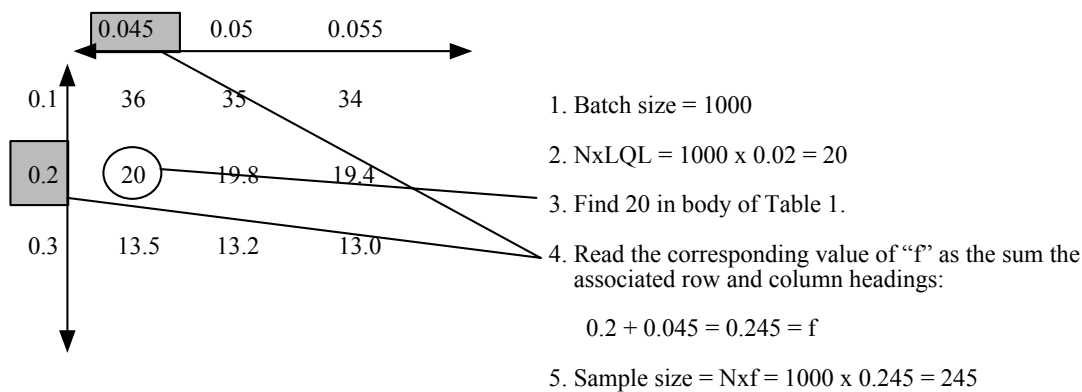 0.045 0.05 0.055
0.1 36 35 34
0.2 20 19.8 19.4
0.3 13.5 13.2 13.0
1. Batch size = 1000
2. NxLQL = 1000 x 0.02 = 20
3. Find 20 in body of Table 1.
4. Read the corresponding value of “f” as the sum the
associated row and column headings:
0.2 + 0.045 = 0.245 = f
5. Sample size = Nxf = 1000 x 0.245 = 245